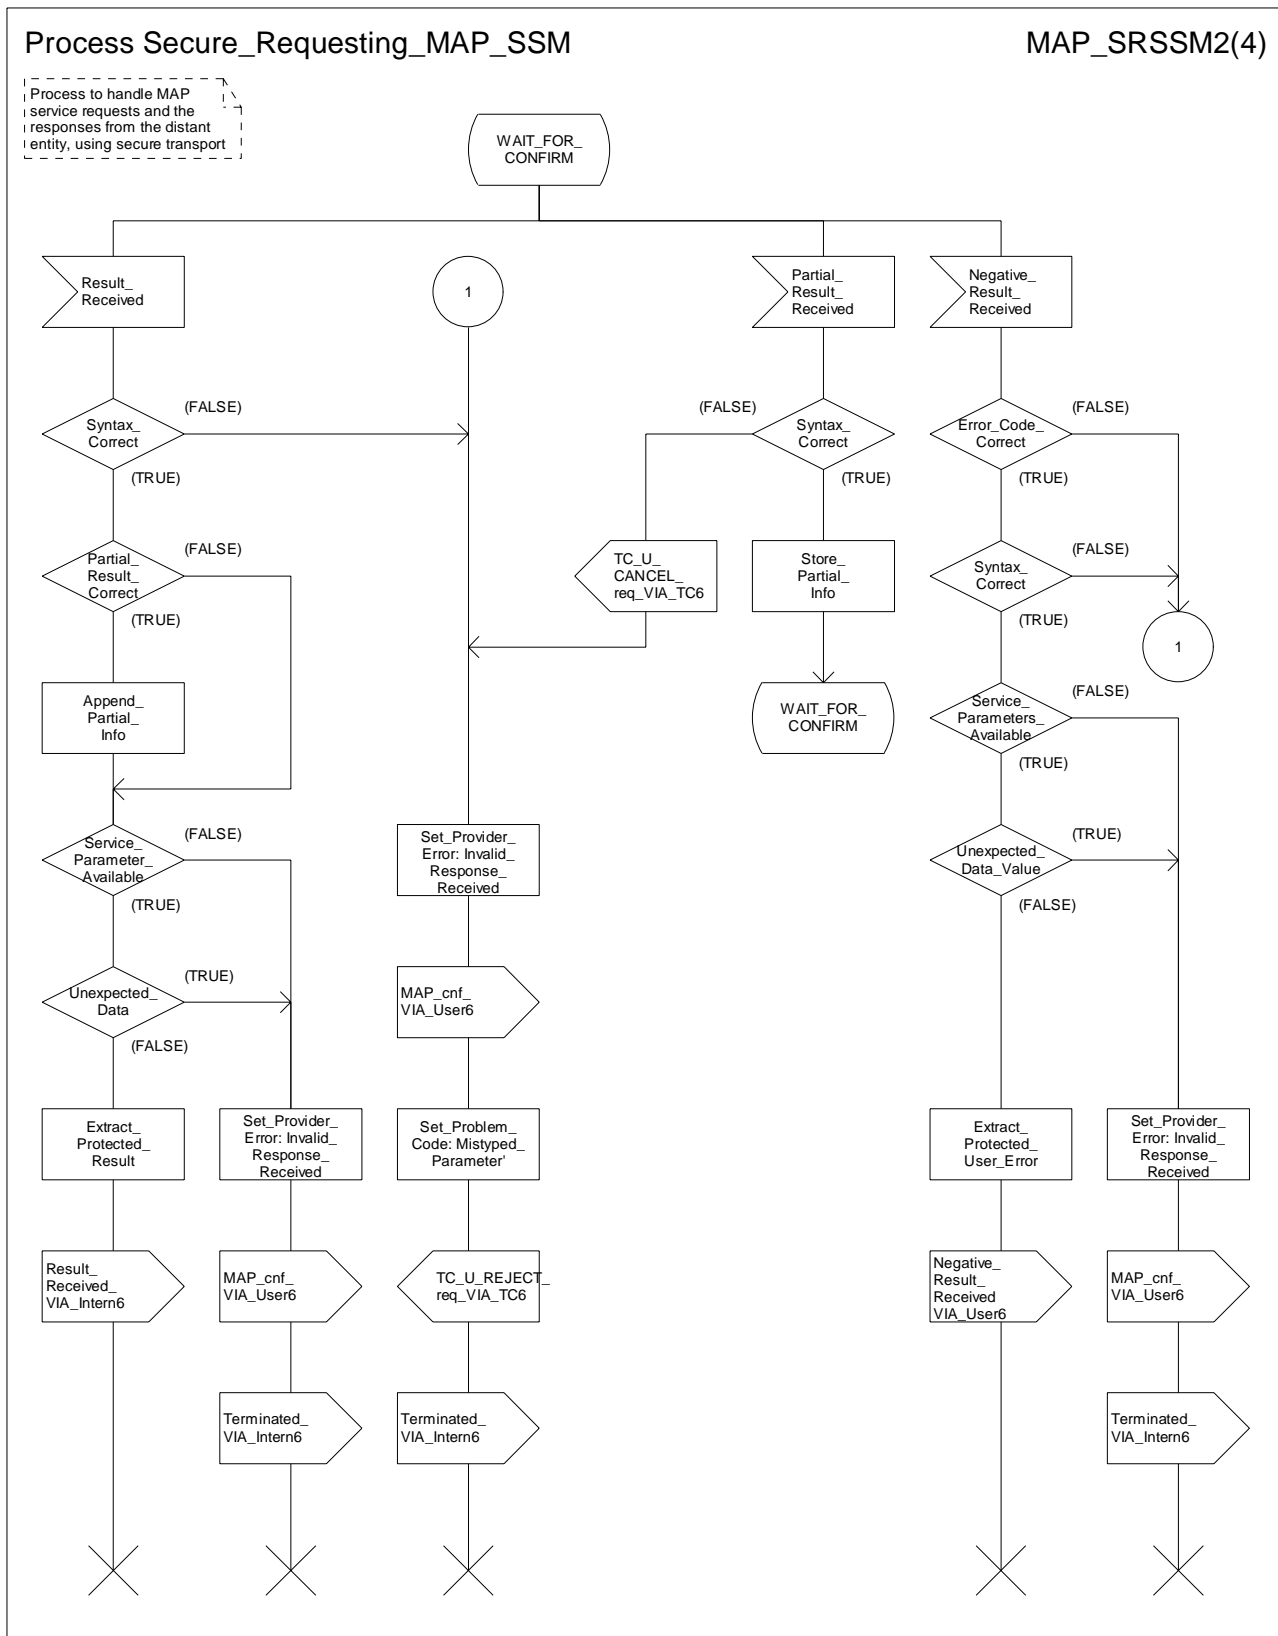 Process Secure_Requesting_MAP_SSM
MAP_SRSSM2(4)
Process to handle MAP
service requests and the
responses from the distant
entity, using secure transport
WAIT_FOR_
CONFIRM
Result_
Received
1
Partial_
Result_
Received
Negative_
Result_
Received
Syntax_
Correct
(FALSE)
(TRUE)
(FALSE)
Syntax_
Correct
(TRUE)
Error_Code_
Correct
(FALSE)
(TRUE)
Partial_
Result_
Correct
(FALSE)
(TRUE)
TC_U_
CANCEL_
req_VIA_TC6
Store_
Partial_
Info
Syntax_
Correct
(FALSE)
(TRUE)
1
Append_
Partial_
Info
WAIT_FOR_
CONFIRM
Service_
Parameters_
Available
(FALSE)
(TRUE)
Service_
Parameter_
Available
(FALSE)
(TRUE)
Set_Provider_
Error: Invalid_
Response_
Received
Unexpected_
Data_Value
(TRUE)
(FALSE)
Unexpected_
Data
(TRUE)
(FALSE)
MAP_cnf_
VIA_User6
Extract_
Protected_
Result
Set_Provider_
Error: Invalid_
Response_
Received
Set_Problem_
Code: Mistyped_
Parameter'
Extract_
Protected_
User_Error
Set_Provider_
Error: Invalid_
Response_
Received
Result_
Received_
VIA_Intern6
MAP_cnf_
VIA_User6
TC_U_REJECT_
req_VIA_TC6
Negative_
Result_
Received
VIA_User6
MAP_cnf_
VIA_User6
Terminated_
VIA_Intern6
Terminated_
VIA_Intern6
Terminated_
VIA_Intern6